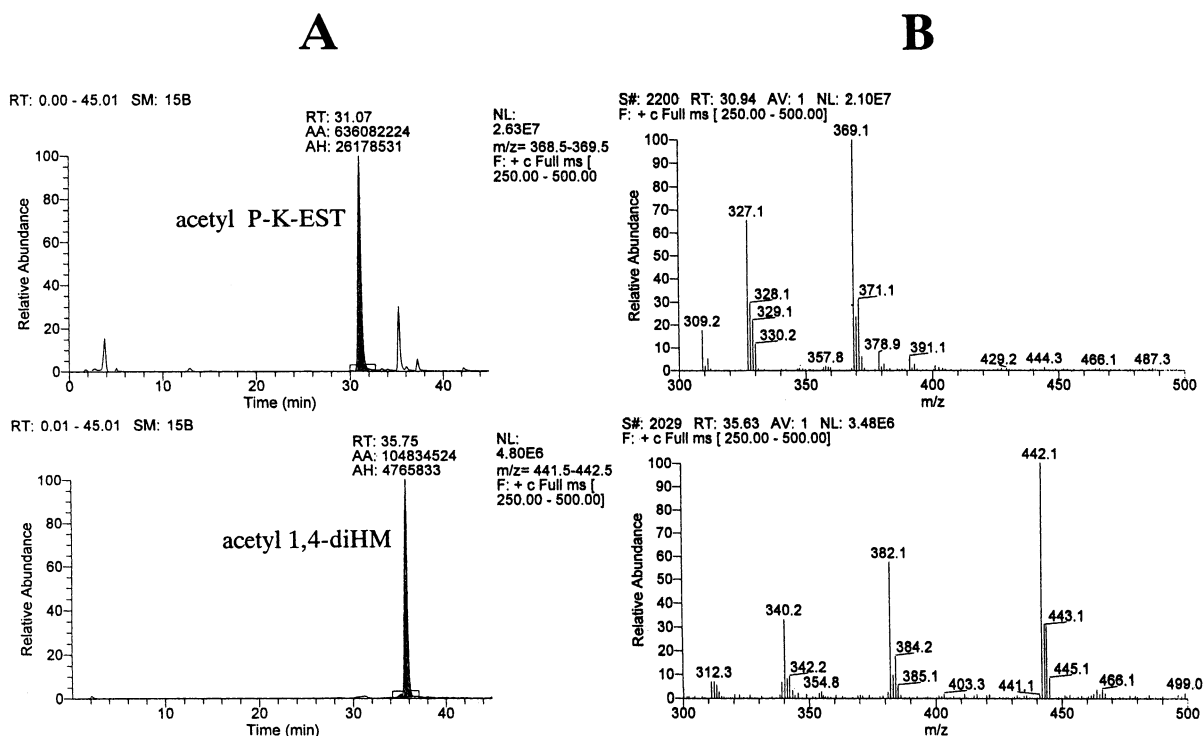 A
B
RT: 0.00 - 45.01 SM: 15B
RT: 31.07
AA: 636082224
AH: 26178531
NL:
2.63E7
m/z= 368.5-369.5
F: + c Full ms [
250.00 - 500.00
acetyl P-K-EST
Relative Abundance
100
80
60
40
20
0
0 10 20 30 40
Time (min)
S#: 2200 RT: 30.94 AV: 1 NL: 2.10E7
F: + c Full ms [ 250.00 - 500.00]
369.1
327.1
328.1
371.1
329.1
330.2
309.2
357.8
378.9
391.1
429.2
444.3
466.1
487.3
Relative Abundance
100
90
80
70
60
50
40
30
20
10
0
300 350 400 450 500
m/z
RT: 0.01 - 45.01 SM: 15B
RT: 35.75
AA: 104834524
AH: 4765833
NL:
4.80E6
m/z= 441.5-442.5
F: + c Full ms [
250.00 - 500.00]
acetyl 1,4-diHM
Relative Abundance
100
80
60
40
20
0
0 10 20 30 40
Time (min)
S#: 2029 RT: 35.63 AV: 1 NL: 3.48E6
F: + c Full ms [ 250.00 - 500.00]
442.1
382.1
340.2
443.1
384.2
312.3
342.2
354.8
385.1
403.3
441.1
445.1
466.1
499.0
Relative Abundance
100
90
80
70
60
50
40
30
20
10
0
300 350 400 450 500
m/z